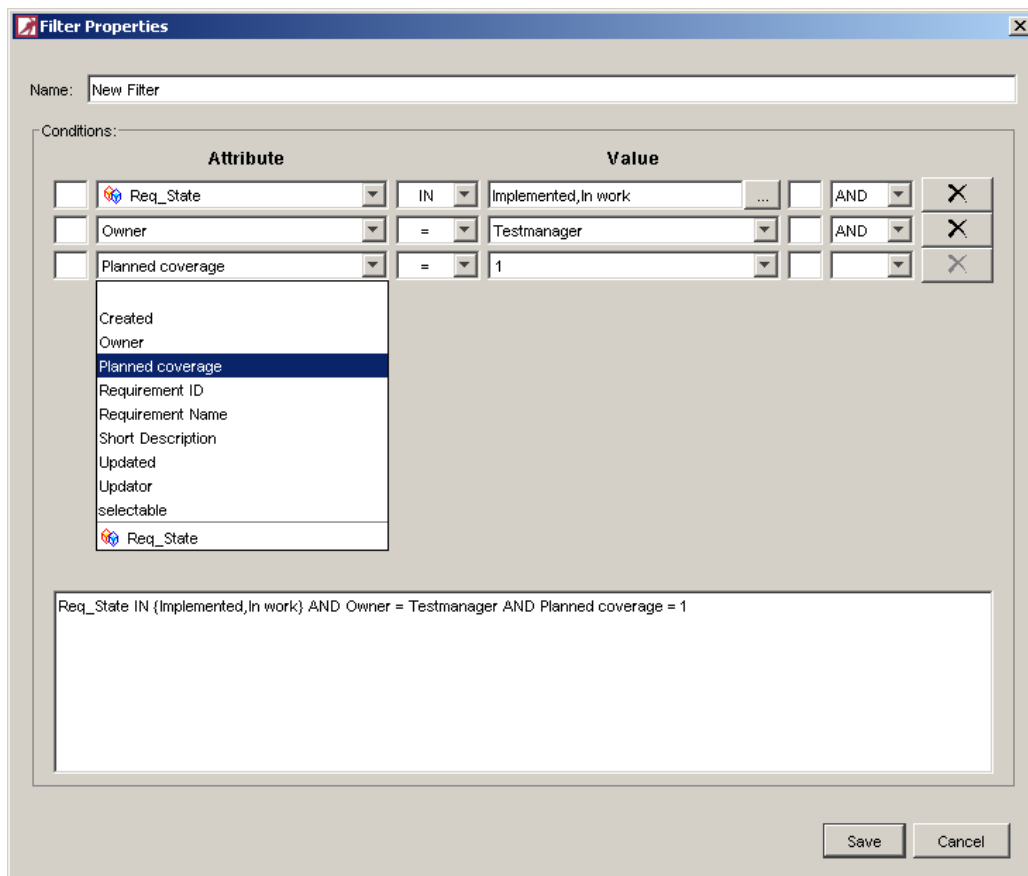 Filter Properties
Name: New Filter
Conditions:
Attribute Value
Req_State IN Implemented,In work ... AND
Owner = Testmanager AND
Planned coverage = 1
Created
Owner
Planned coverage
Requirement ID
Requirement Name
Short Description
Updated
Updator
selectable
Req_State
Req_State IN {Implemented,In work} AND Owner = Testmanager AND Planned coverage = 1
Save Cancel